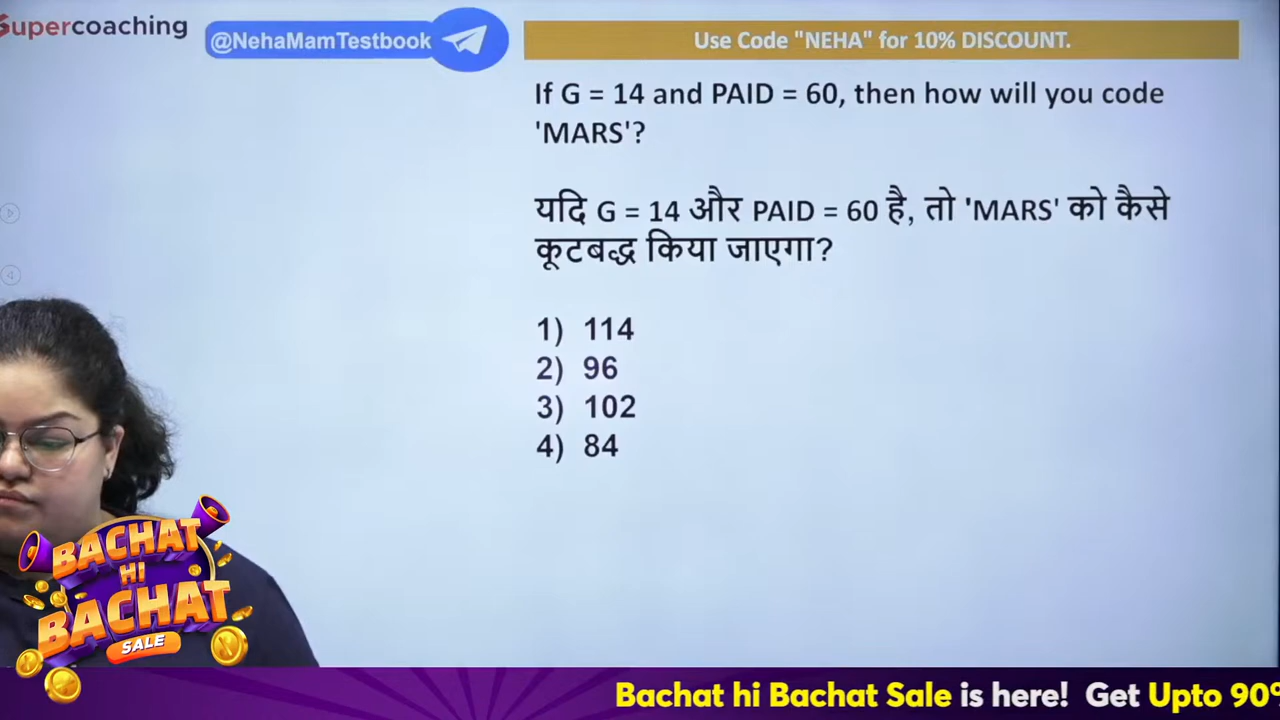 Supercoaching
@NehaMamTestbook
Use Code "NEHA" for 10% DISCOUNT.
If G = 14 and PAID = 60, then how will you code
'MARS'?
यदि G = 14 और PAID = 60 है, तो 'MARS' को कैसे
कूटबद्ध किया जाएगा?
1) 114
2) 96
3) 102
4) 84
BACHAT
HI
BACHAT
SALE
Bachat hi Bachat Sale is here! Get Upto 90%